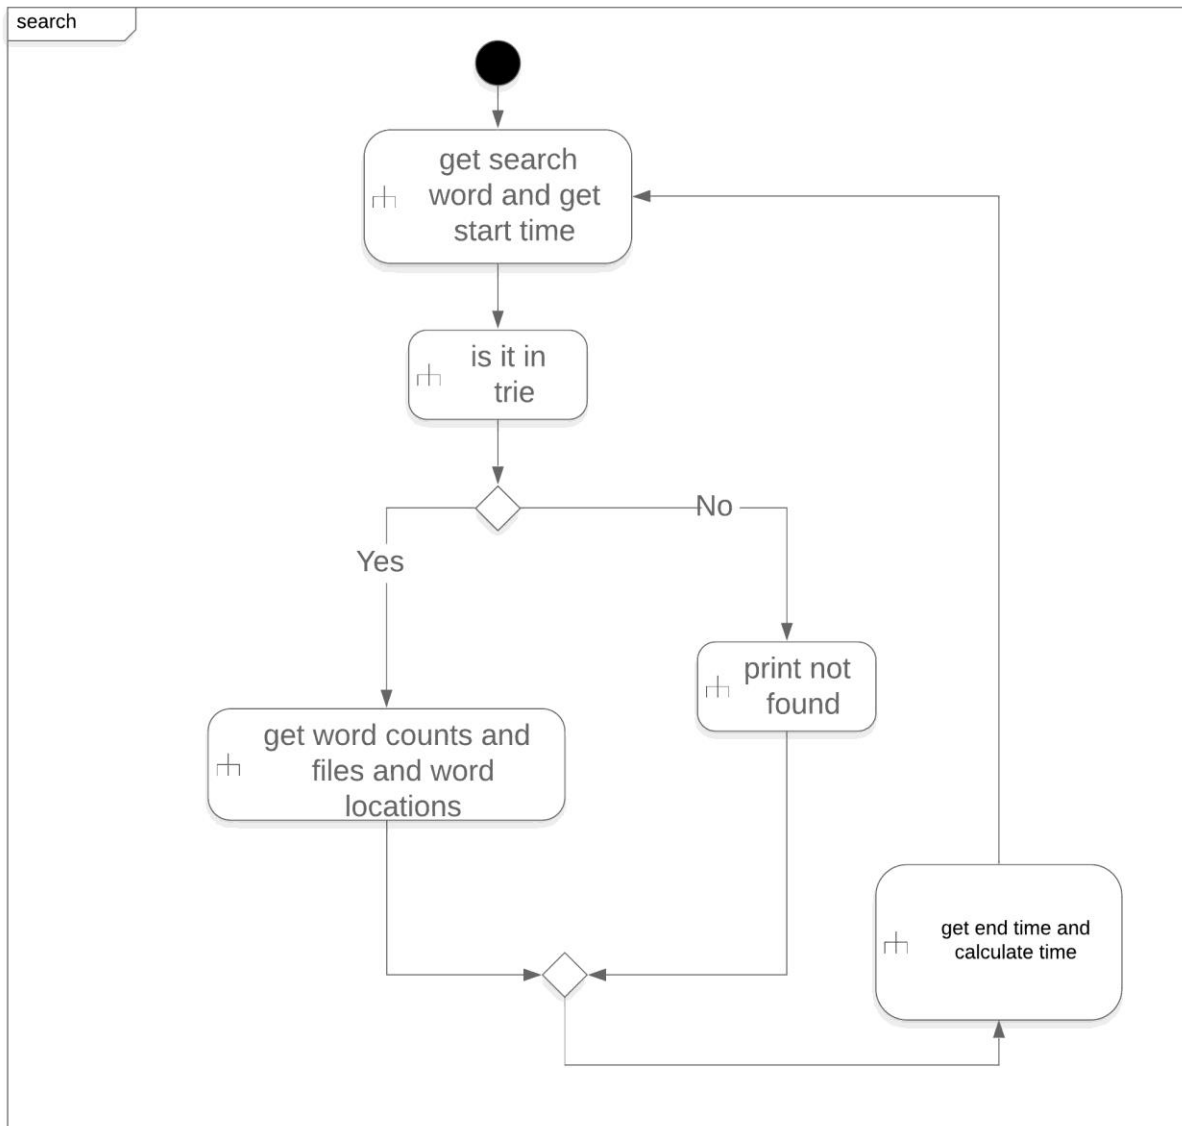 search
get search
word and get
start time
is it in
trie
No
Yes
print not
found
get word counts and
files and word
locations
get end time and
calculate time